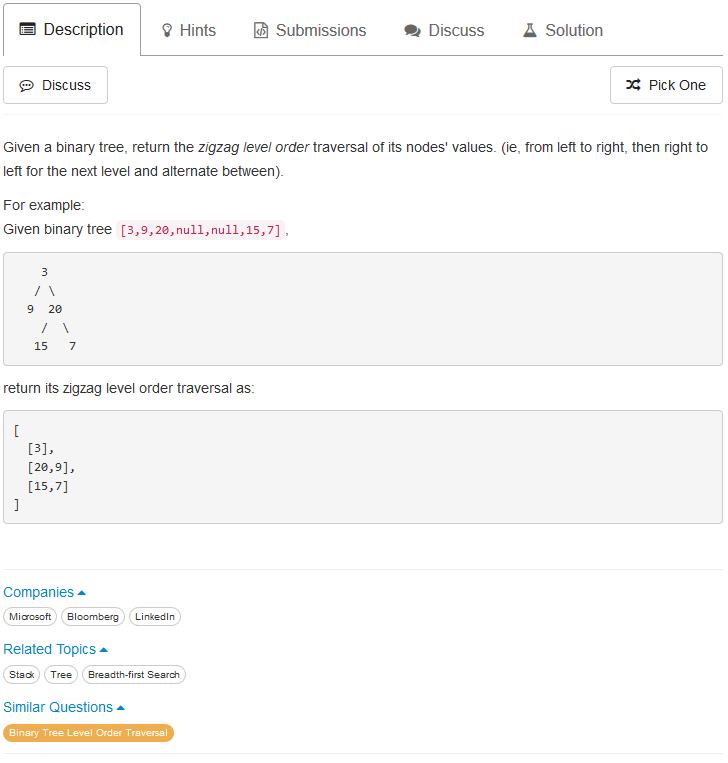 Description Hints Submissions Discuss Solution
Discuss Pick One
Given a binary tree, return the zigzag level order traversal of its nodes' values. (ie, from left to right, then right to
left for the next level and alternate between).
For example:
Given binary tree [3,9,20,null,null,15,7],
    3
   / \
  9  20
    /  \
   15   7
return its zigzag level order traversal as:
[
  [3],
  [20,9],
  [15,7]
]
Companies
Microsoft Bloomberg LinkedIn
Related Topics
Stack Tree Breadth-first Search
Similar Questions
Binary Tree Level Order Traversal